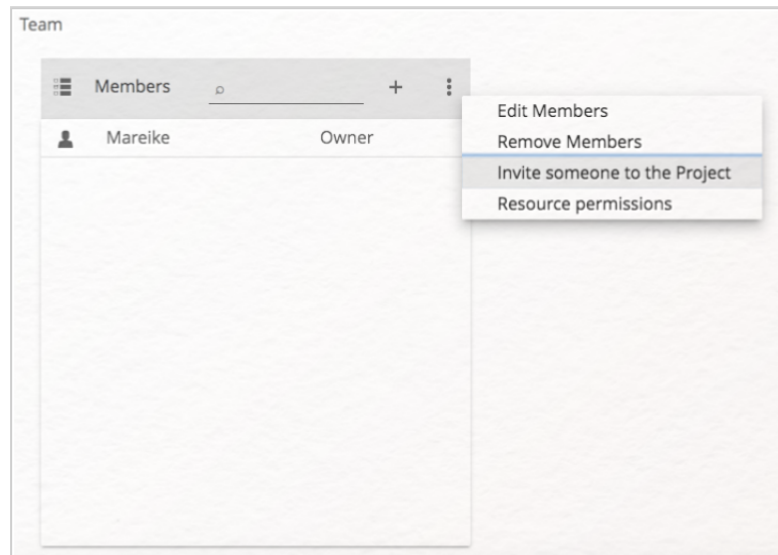 Team
Members
Edit Members
Remove Members
Invite someone to the Project
Resource permissions
Mareike Owner